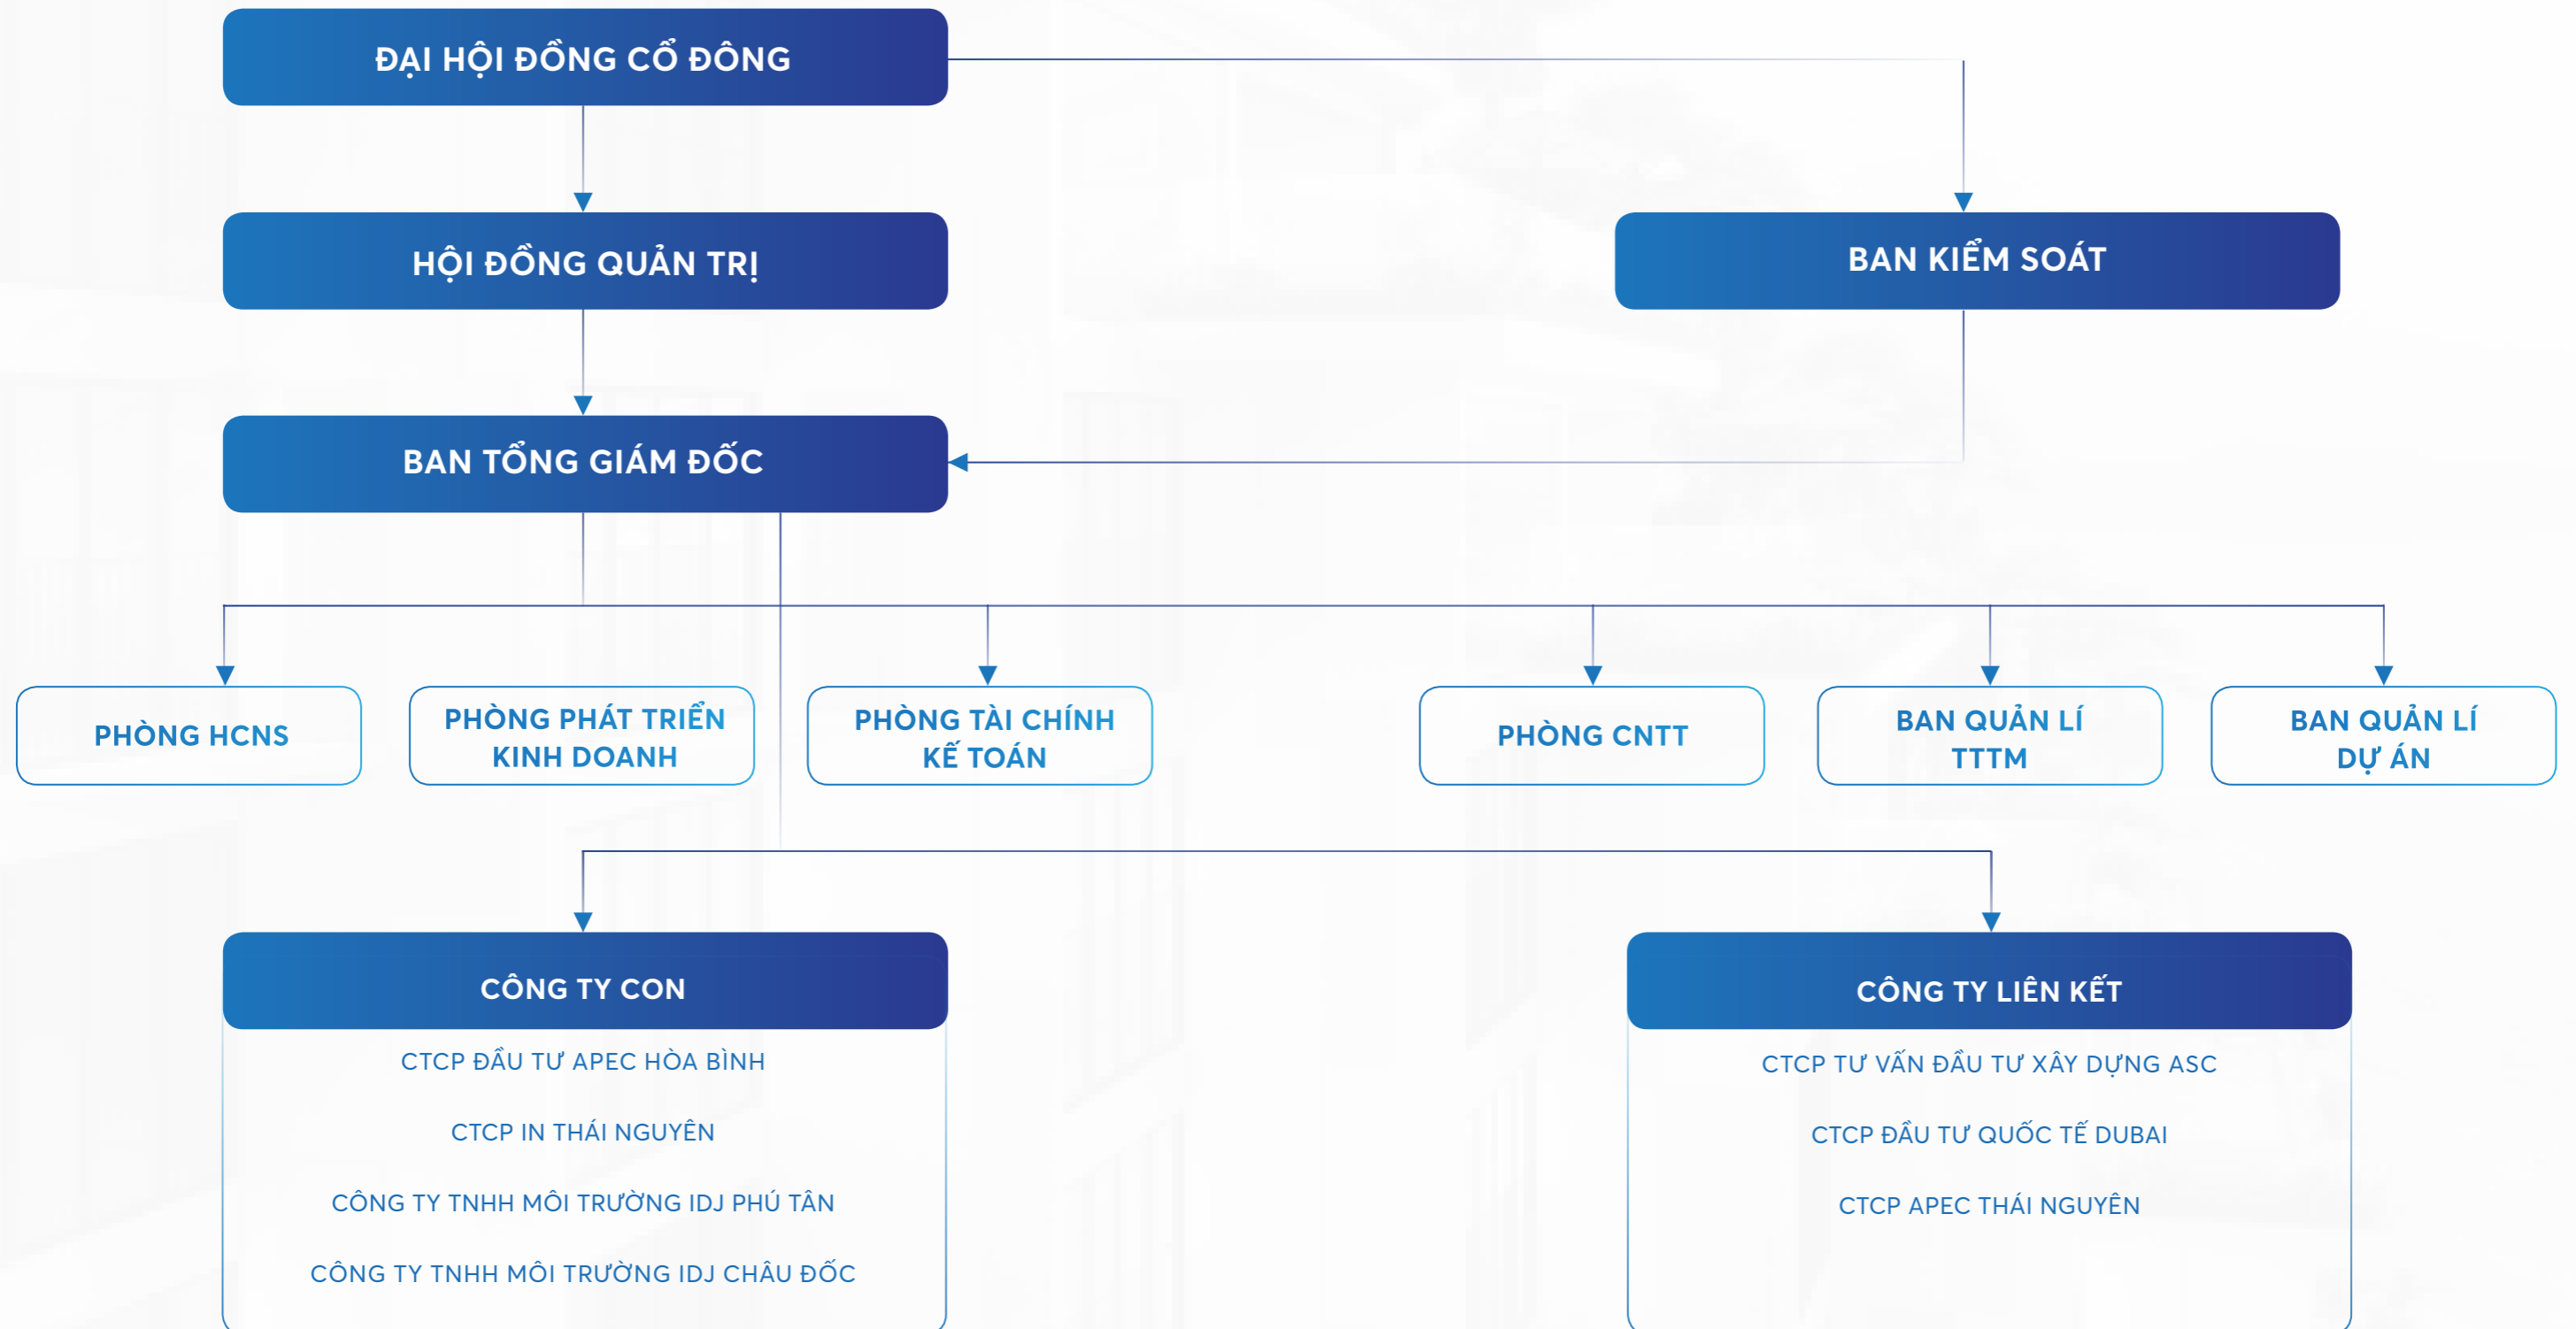 ĐẠI HỘI ĐỒNG CỔ ĐÔNG
HỘI ĐỒNG QUẢN TRỊ
BAN KIỂM SOÁT
BAN TỔNG GIÁM ĐỐC
PHÒNG HCNS
PHÒNG PHÁT TRIỂN
KINH DOANH
PHÒNG TÀI CHÍNH
KẾ TOÁN
PHÒNG CNTT
BAN QUẢN LÍ
TTTM
BAN QUẢN LÍ
DỰ ÁN
CÔNG TY CON
CTCP ĐẦU TƯ APEC HÒA BÌNH
CTCP IN THÁI NGUYÊN
CÔNG TY TNHH MÔI TRƯỜNG IDJ PHÚ TÂN
CÔNG TY TNHH MÔI TRƯỜNG IDJ CHÂU ĐỐC
CÔNG TY LIÊN KẾT
CTCP TƯ VẤN ĐẦU TƯ XÂY DỰNG ASC
CTCP ĐẦU TƯ QUỐC TẾ DUBAI
CTCP APEC THÁI NGUYÊN